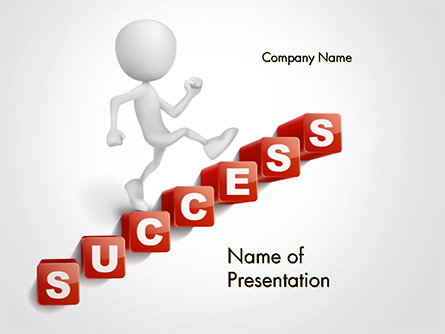 Company Name
SUCCESS
Name of
Presentation